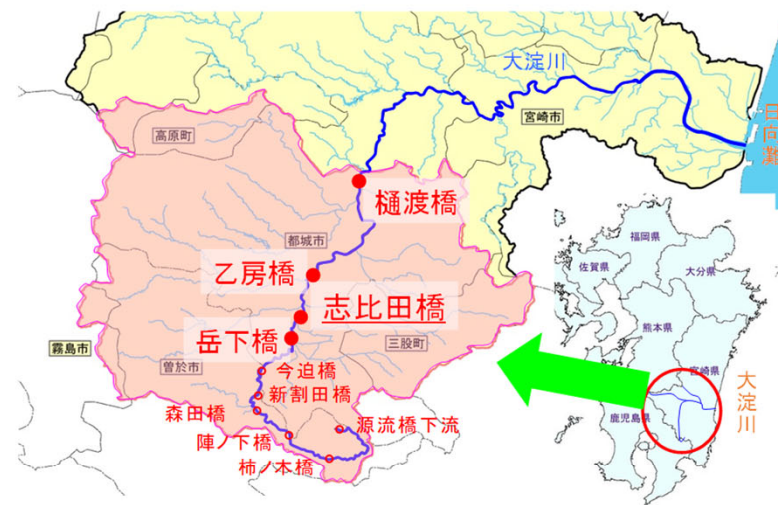 大淀川
宮崎市
日向灘
高原町
樋渡橋
都城市
乙房橋
志比田橋
岳下橋
霧島市
曽於市
三股町
今迫橋
新割田橋
森田橋
陣ノ下橋
源流橋下流
柿ノ本橋
福岡県
佐賀県
大分県
熊本県
宮崎県
鹿児島県
大淀川